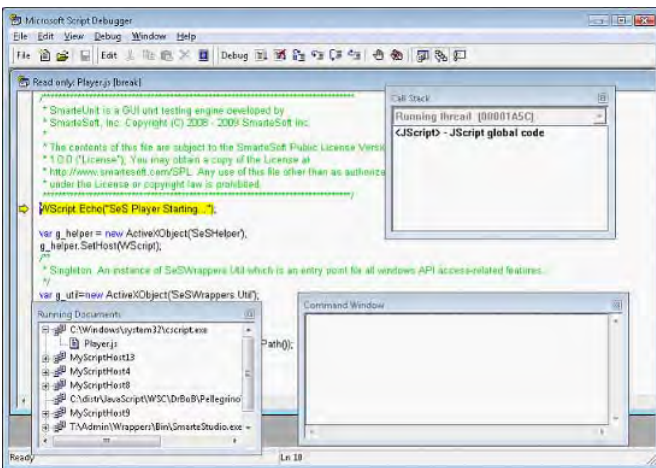 Microsoft Script Debugger
File Edit View Debug Window Help
File Edit Debug
Read only: Player.js [break]
/*******************************************************************************
* SmarteUnit is a GUI unit testing engine developed by
* SmarteSoft, Inc. Copyright (C) 2008 - 2009 SmarteSoft Inc.
*
* The contents of this file are subject to the SmarteSoft Public License Versi
* 1.0.0 ("License"); You may obtain a copy of the License at
* http://www.smartesoft.com/SPL. Any use of this file other than as authorize
* under the License or copyright law is prohibited.
*******************************************************************************/
WScript.Echo("SeS Player Starting...");
var g_helper = new ActiveXObject('SeSHelper');
g_helper.SetHost(WScript);
/**
* Singleton. An instance of SeSWrappers.Util which is an entry point file all windows API access-related features.
*/
var g_util=new ActiveXObject('SeSWrappers.Util');
Path());
Call Stack
Running thread [00001A5C]
<JScript> - JScript global code
Running Documents
C:\Windows\system32\cscript.exe
Player.js
MyScriptHost13
MyScriptHost4
MyScriptHost8
C:\distr\JavaScript\WSC\DrBoB\Pellegrino\
MyScriptHost9
T:\Admin\Wrappers\Bin\SmarteStudio.exe
Command Window
Ready
Ln 10